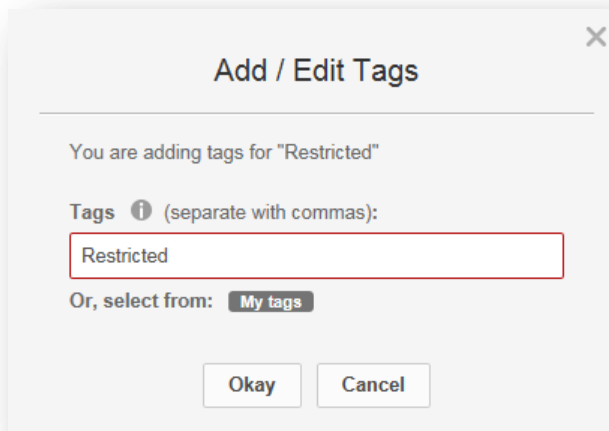 Add / Edit Tags
You are adding tags for "Restricted"
Tags (separate with commas):
Restricted
Or, select from: My tags
Okay Cancel